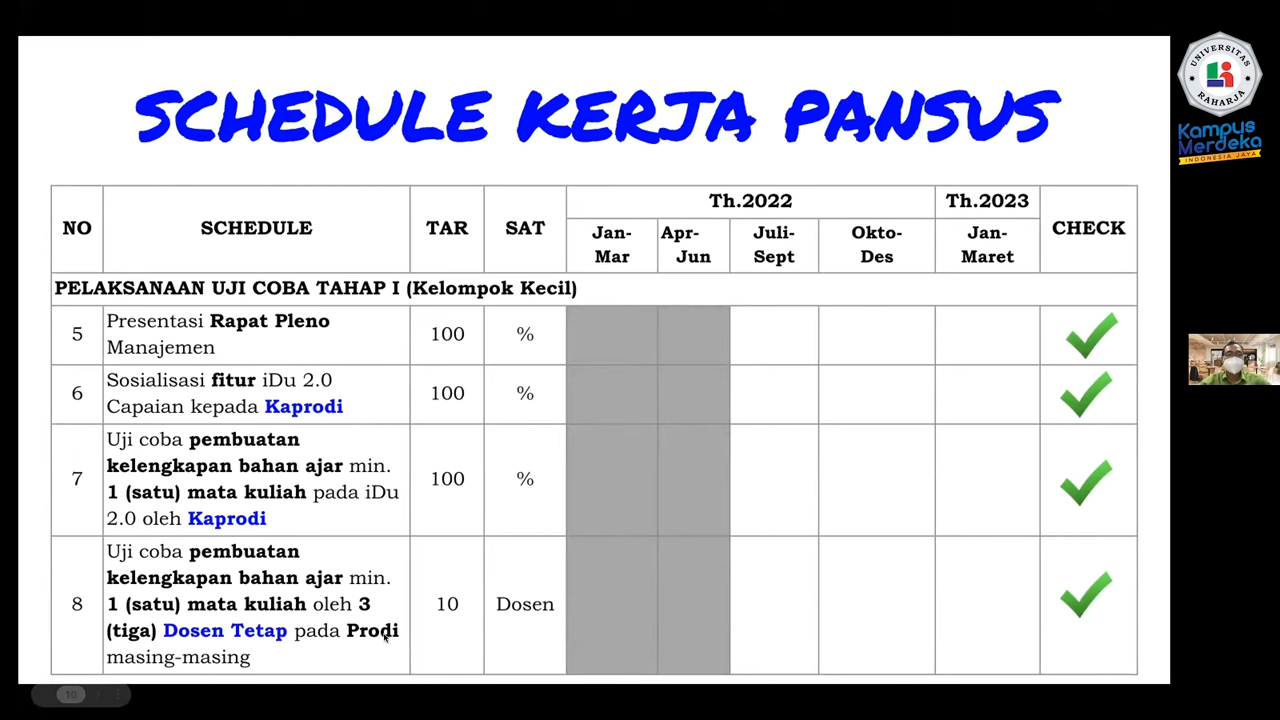 SCHEDULE KERJA PANSUS
UNIVERSITAS
RAHARJA
Kampus
Merdeka
INDONESIA JAYA
NO
SCHEDULE
TAR
SAT
Th.2022
Th.2023
CHECK
Jan-
Mar
Apr-
Jun
Juli-
Sept
Okto-
Des
Jan-
Maret
PELAKSANAAN UJI COBA TAHAP I (Kelompok Kecil)
5
Presentasi Rapat Pleno
Manajemen
100
%
6
Sosialisasi fitur iDu 2.0
Capaian kepada Kaprodi
100
%
7
Uji coba pembuatan
kelengkapan bahan ajar min.
1 (satu) mata kuliah pada iDu
2.0 oleh Kaprodi
100
%
8
Uji coba pembuatan
kelengkapan bahan ajar min.
1 (satu) mata kuliah oleh 3
(tiga) Dosen Tetap pada Prodi
masing-masing
10
Dosen
10